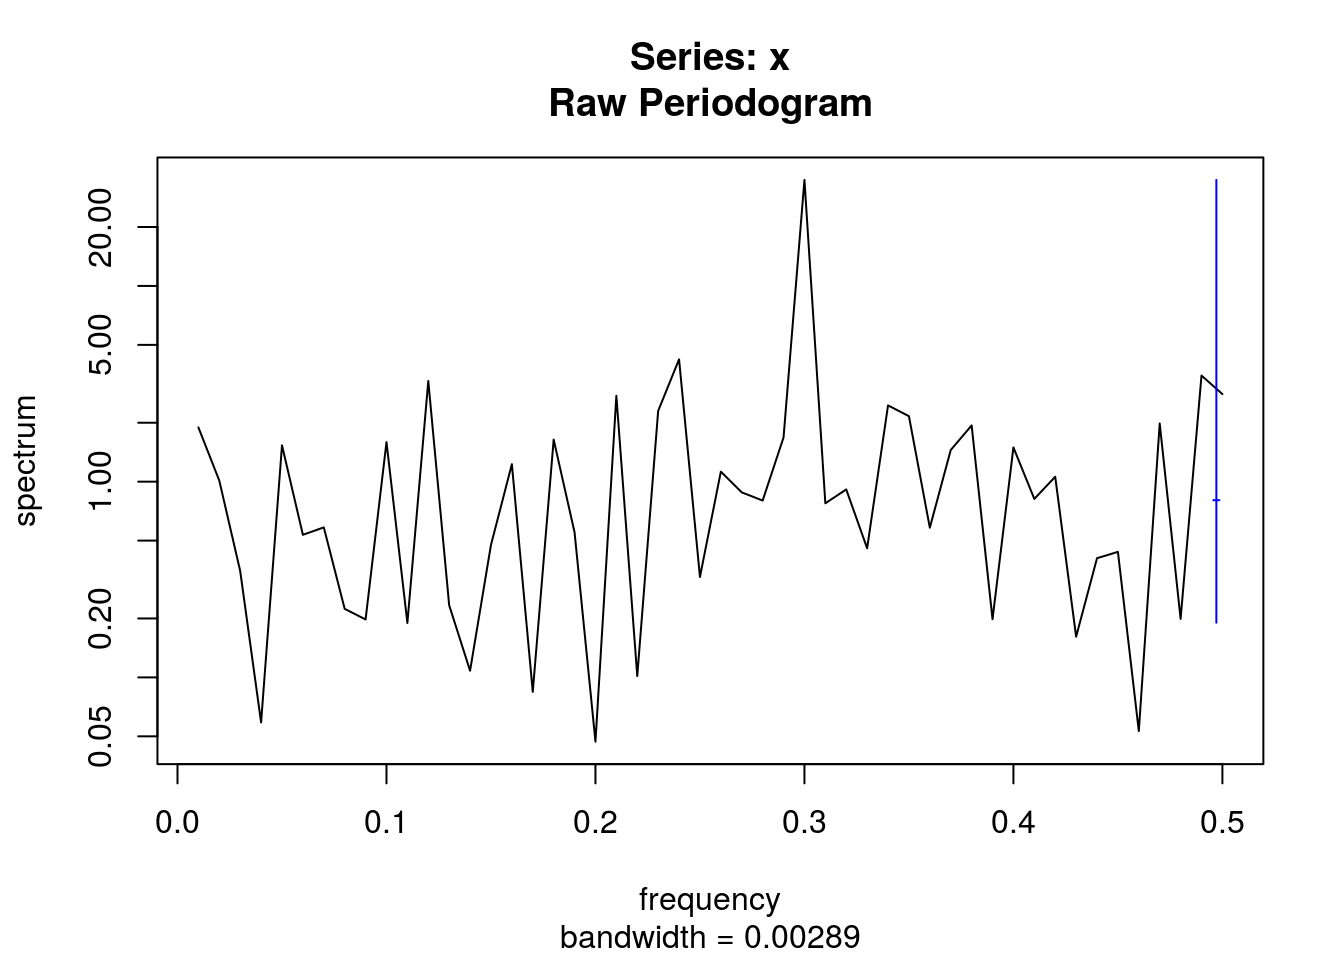 Series: x
Raw Periodogram
spectrum
20.00
5.00
1.00
0.20
0.05
0.0 0.1 0.2 0.3 0.4 0.5
frequency
bandwidth = 0.00289